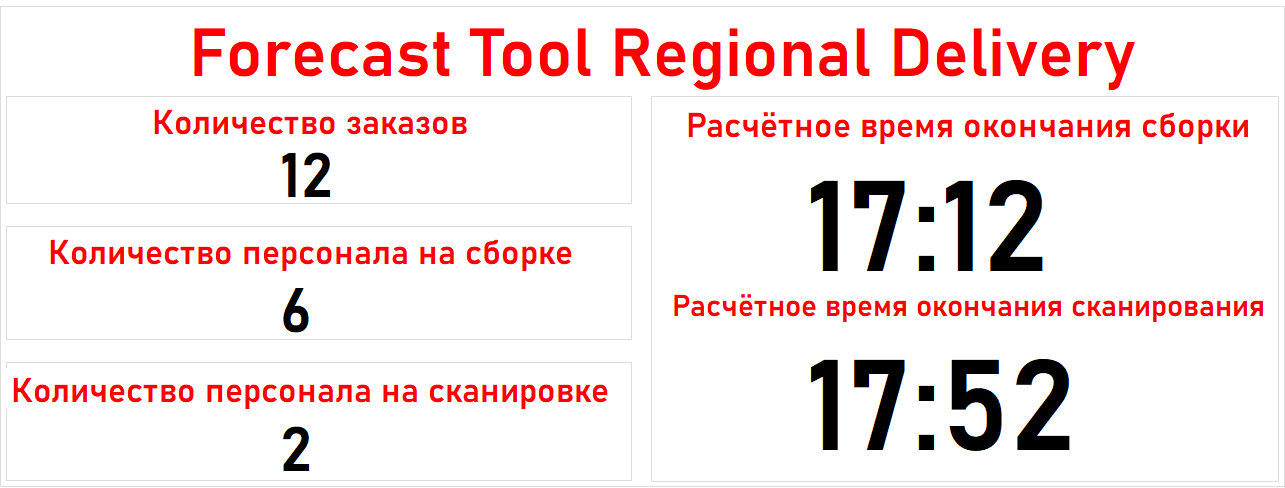 Forecast Tool Regional Delivery
Количество заказов
12
Количество персонала на сборке
6
Количество персонала на сканировке
2
Расчётное время окончания сборки
17:12
Расчётное время окончания сканирования
17:52